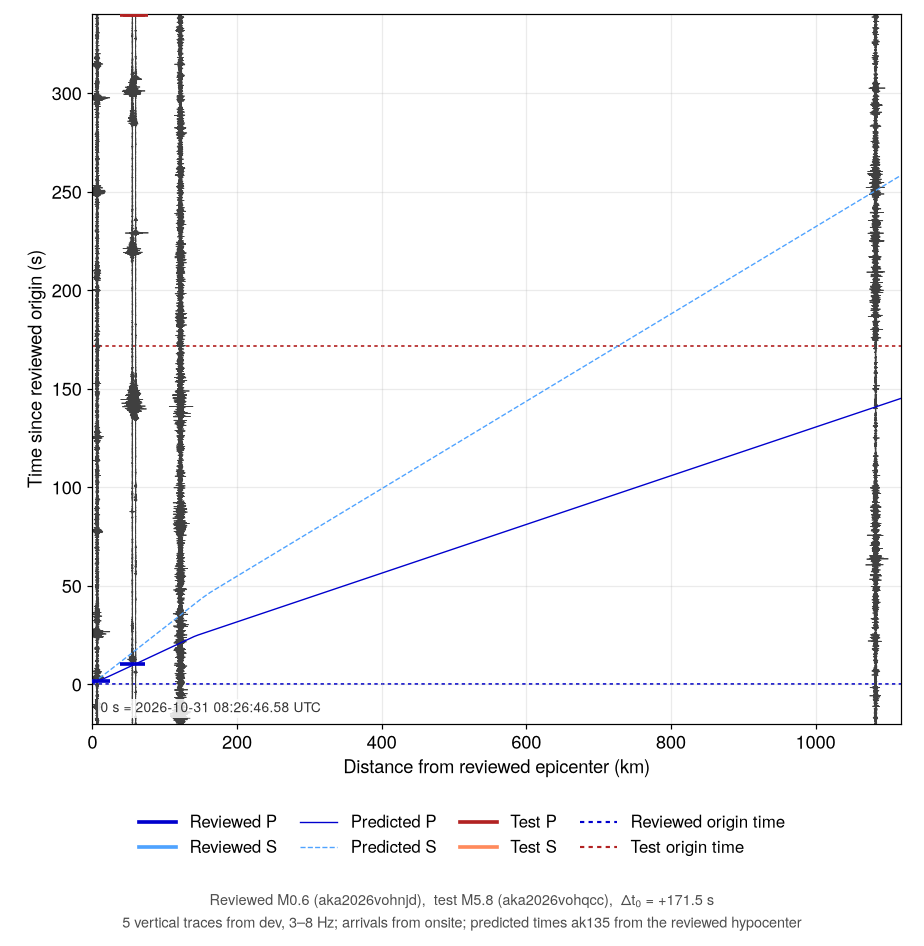 300
250
200
150
100
50
0
Time since reviewed origin (s)
0 s = 2026-10-31 08:26:46.58 UTC
0 200 400 600 800 1000
Distance from reviewed epicenter (km)
Reviewed P Predicted P Test P Reviewed origin time
Reviewed S Predicted S Test S Test origin time
Reviewed M0.6 (aka2026vohnjd), test M5.8 (aka2026vohqcc), Δt₀ = +171.5 s
5 vertical traces from dev, 3–8 Hz; arrivals from onsite; predicted times ak135 from the reviewed hypocenter